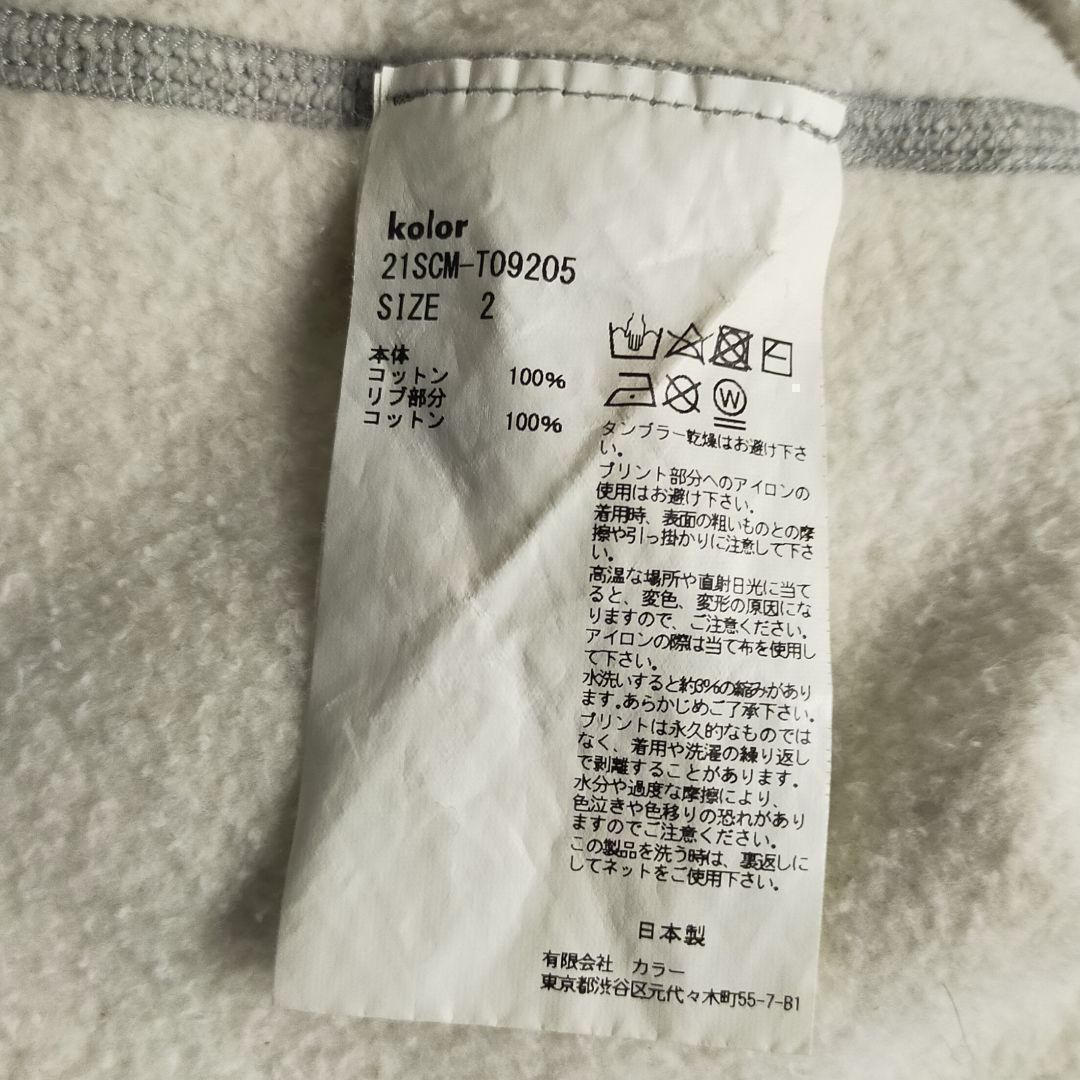 kolor
21SCM-T09205
SIZE 2
本体
コットン 100%
リブ部分
コットン 100%
W
タンブラー乾燥はお避け下さ
い。
プリント部分へのアイロンの
使用はお避け下さい。
着用時、表面の粗いものとの摩
擦や引っ掛かりに注意して下さ
い。
高温な場所や直射日光に当て
ると、変色、変形の原因にな
りますので、ご注意ください。
アイロンの際は当て布を使用し
て下さい。
水洗いすると約3%の縮みがあり
ます。あらかじめご了承下さい。
プリントは永久的なものでは
なく、着用や洗濯の繰り返し
で剥離することがあります。
水分や過度な摩擦により、
色泣きや色移りの恐れがあり
ますのでご注意ください。
この製品を洗う時は、裏返しに
してネットをご使用下さい。
日本製
有限会社 カラー
東京都渋谷区元代々木町55-7-B1